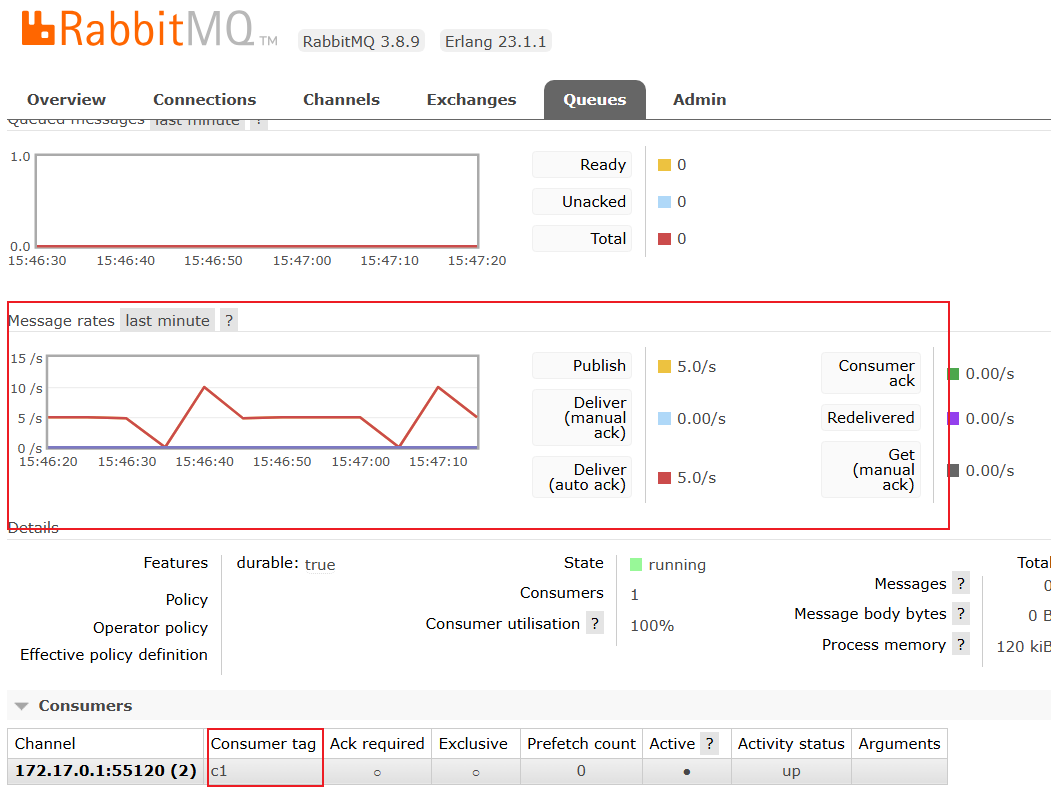 RabbitMQ TM RabbitMQ 3.8.9 Erlang 23.1.1
Overview Connections Channels Exchanges Queues Admin
Queued messages last minute ?
1.0
0.0
15:46:30 15:46:40 15:46:50 15:47:00 15:47:10 15:47:20
Ready 0
Unacked 0
Total 0
Message rates last minute ?
15 /s
10 /s
5 /s
0 /s
15:46:20 15:46:30 15:46:40 15:46:50 15:47:00 15:47:10
Publish 5.0/s
Deliver
(manual
ack) 0.00/s
Deliver
(auto ack) 5.0/s
Consumer
ack 0.00/s
Redelivered 0.00/s
Get
(manual
ack) 0.00/s
Details
Features durable: true
Policy
Operator policy
Effective policy definition
State running
Consumers 1
Consumer utilisation ? 100%
Total
Messages ? 0
Message body bytes ? 0 B
Process memory ? 120 kiB
Consumers
Channel Consumer tag Ack required Exclusive Prefetch count Active ? Activity status Arguments
172.17.0.1:55120 (2) c1 ○ ○ 0 ● up